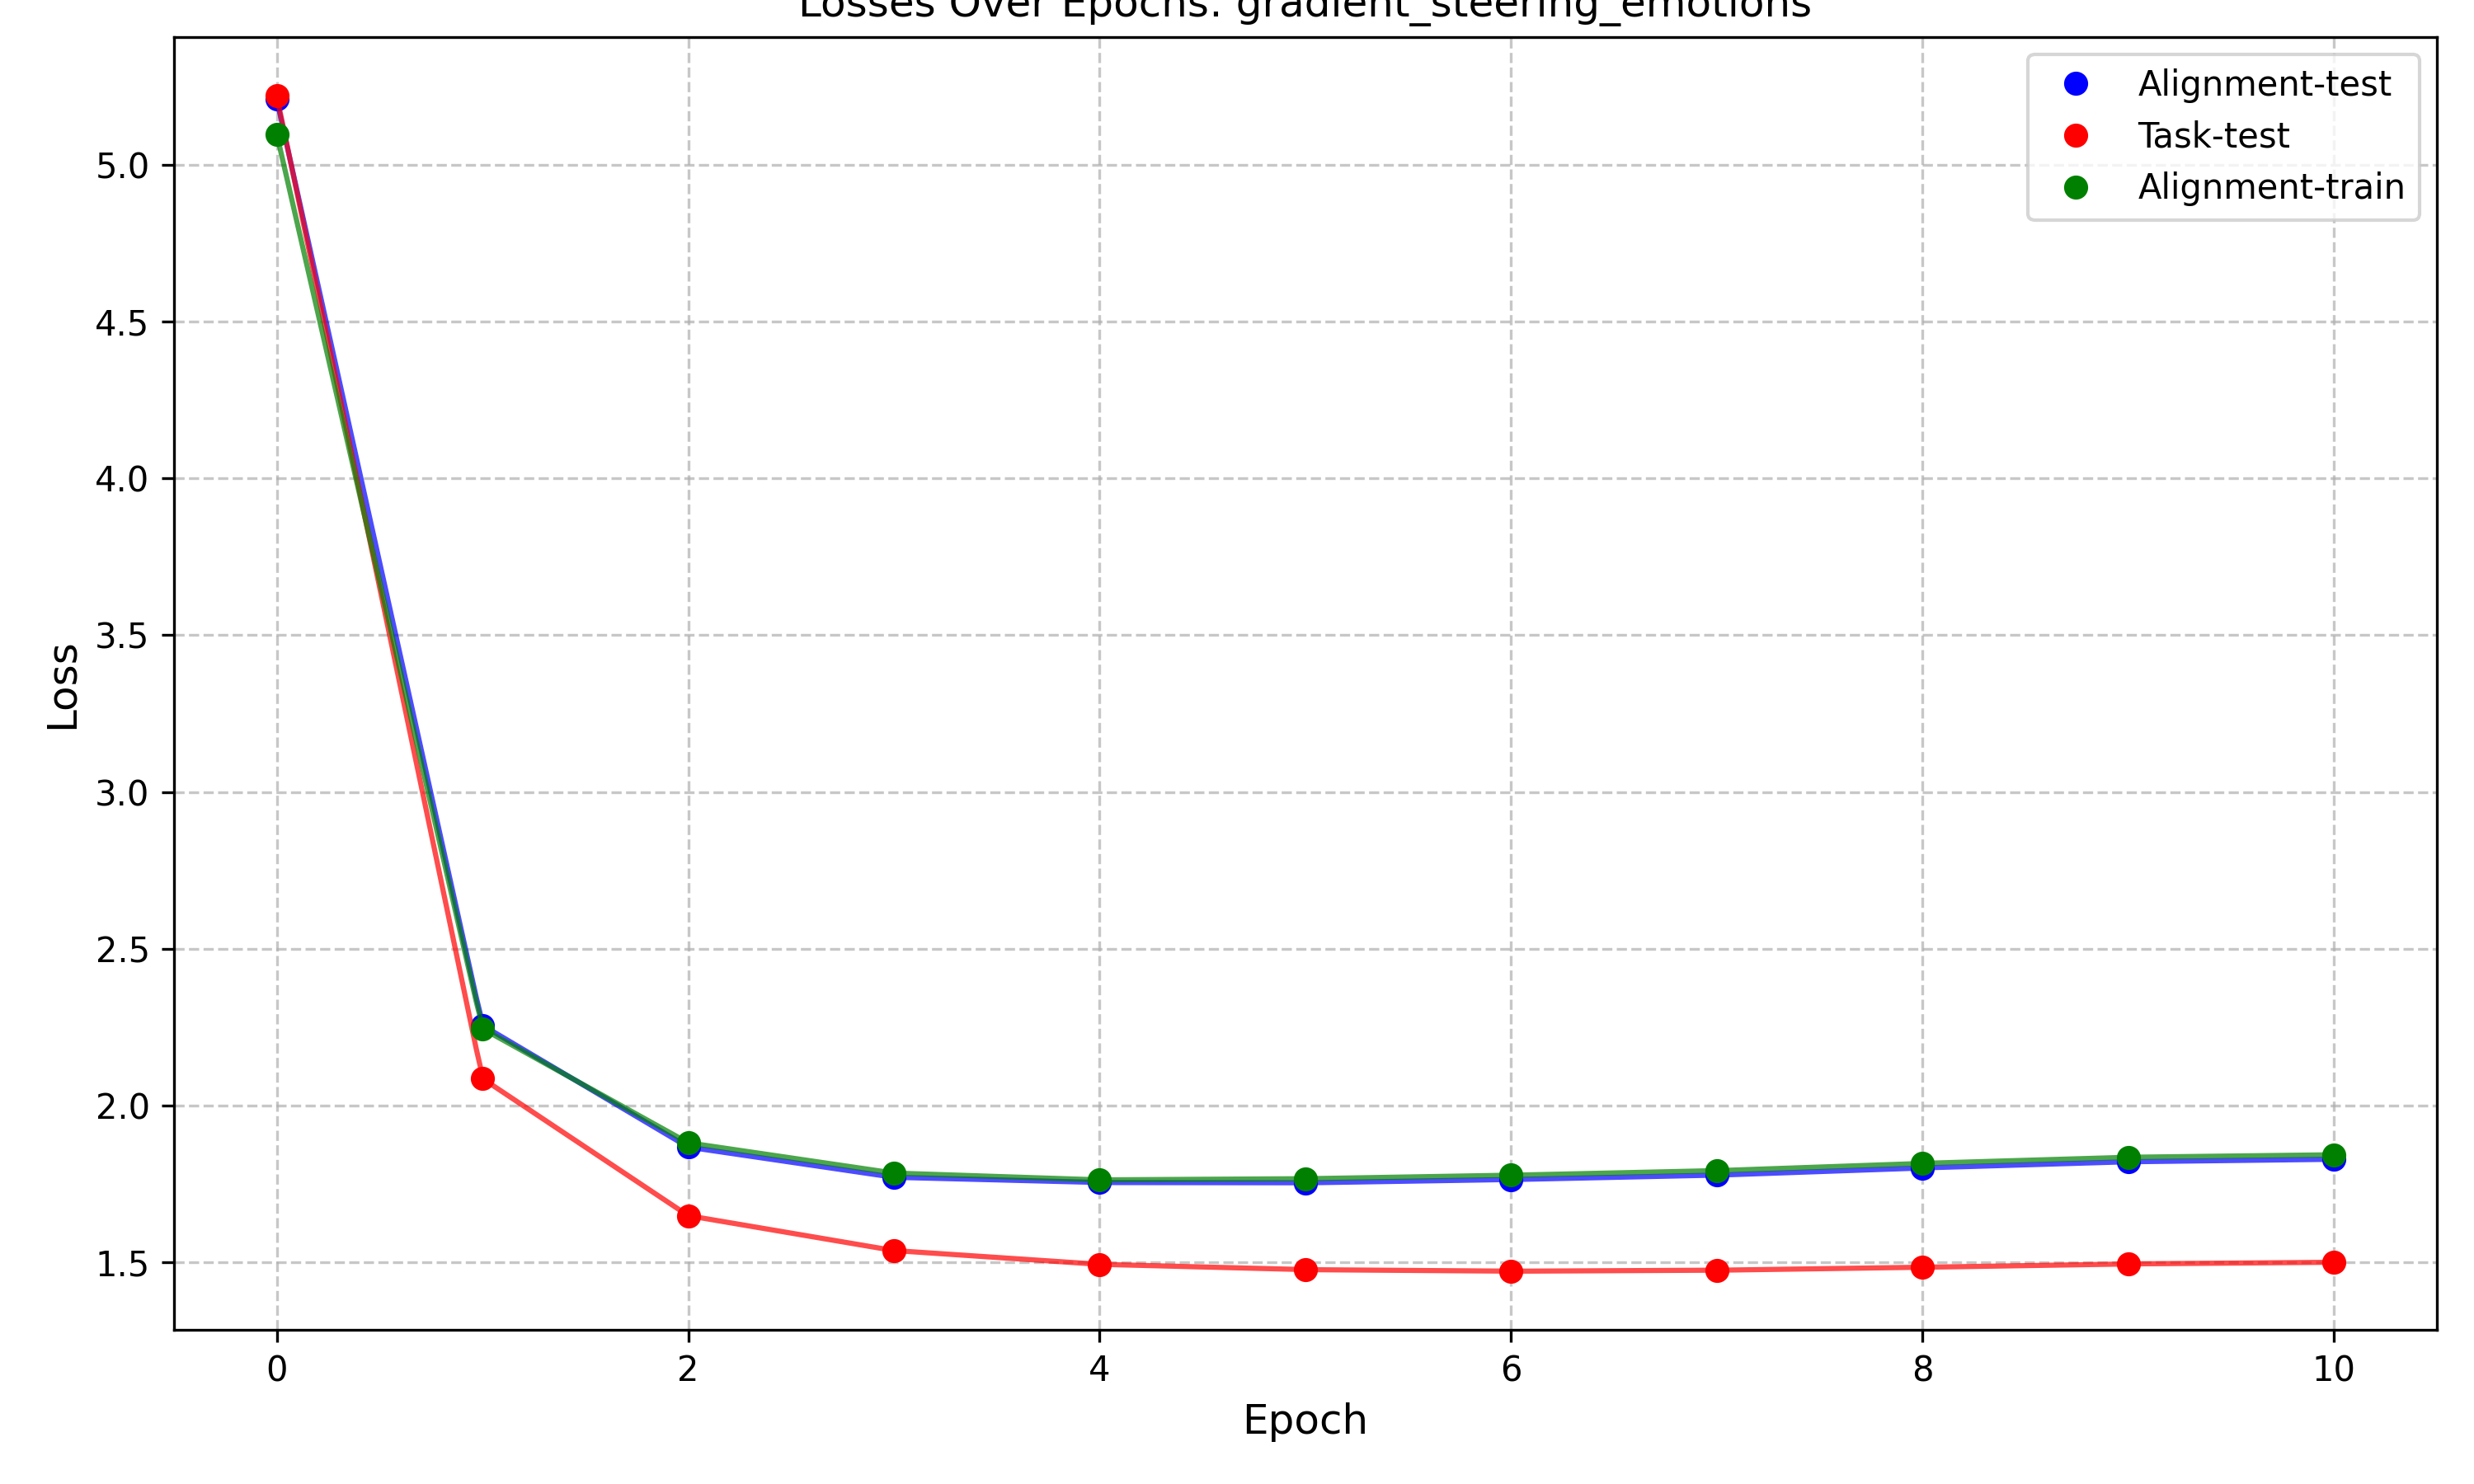 Losses Over Epochs: gradient_steering_emotions
Alignment-test
Task-test
Alignment-train
5.0
4.5
4.0
3.5
3.0
2.5
2.0
1.5
Loss
0 2 4 6 8 10
Epoch